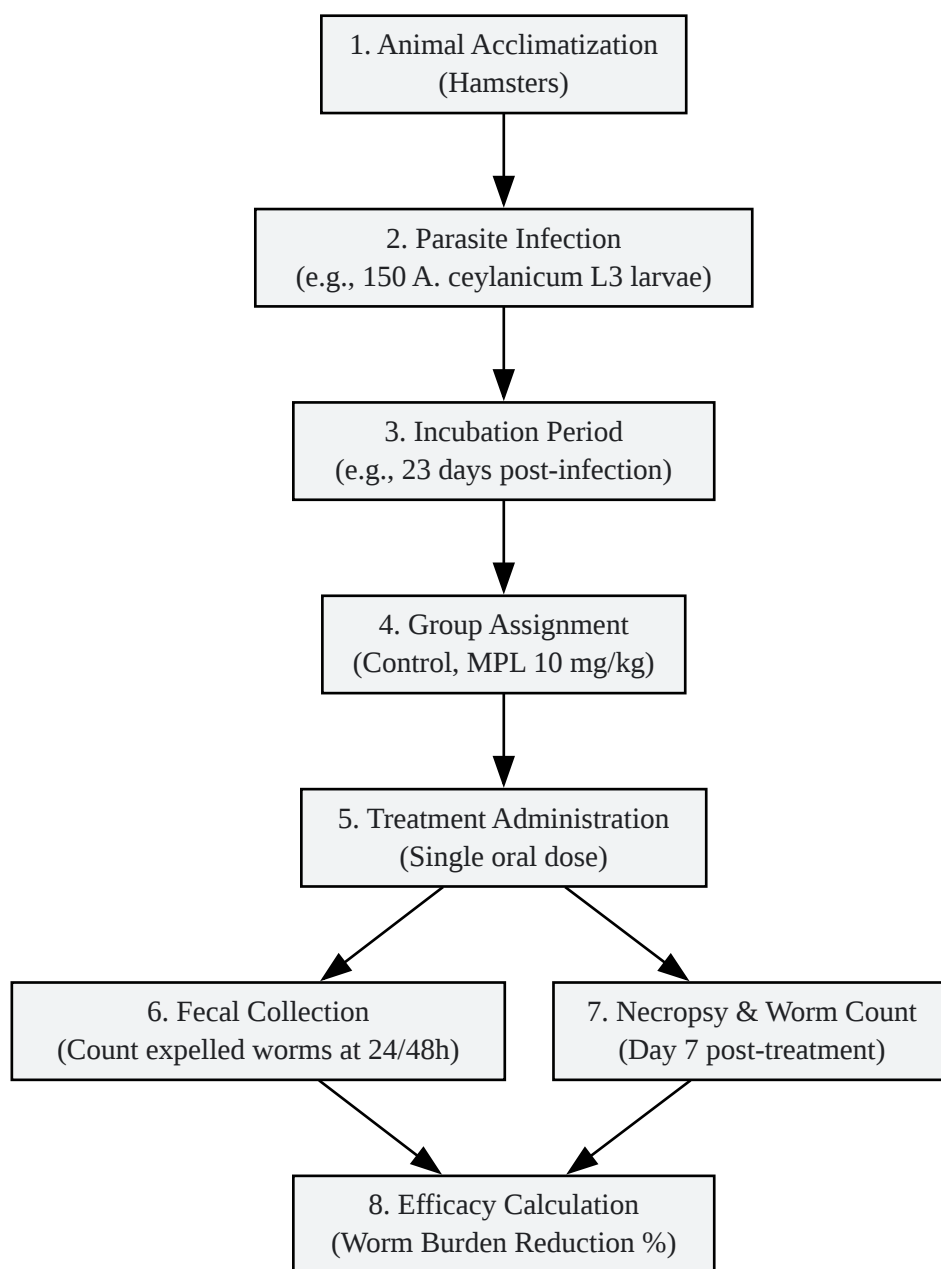 1. Animal Acclimatization
(Hamsters)
2. Parasite Infection
(e.g., 150 A. ceylanicum L3 larvae)
3. Incubation Period
(e.g., 23 days post-infection)
4. Group Assignment
(Control, MPL 10 mg/kg)
5. Treatment Administration
(Single oral dose)
6. Fecal Collection
(Count expelled worms at 24/48h)
7. Necropsy & Worm Count
(Day 7 post-treatment)
8. Efficacy Calculation
(Worm Burden Reduction %)